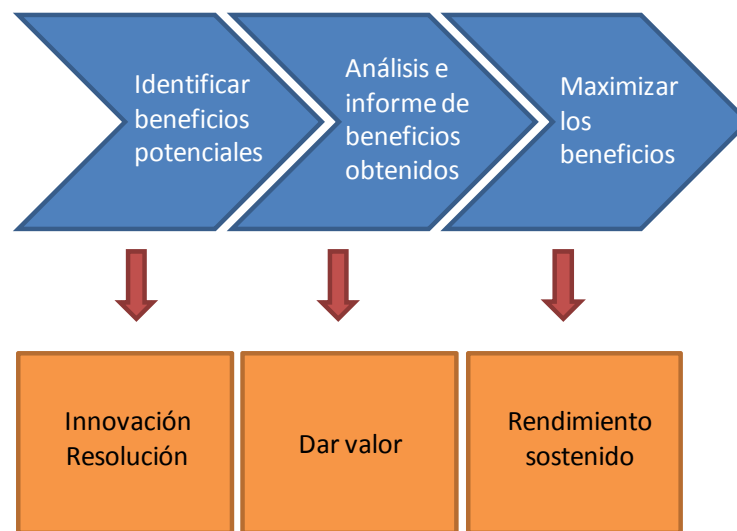 Identificar
beneficios
potenciales
Análisis e
informe de
beneficios
obtenidos
Maximizar
los
beneficios
Innovación
Resolución
Dar valor
Rendimiento
sostenido